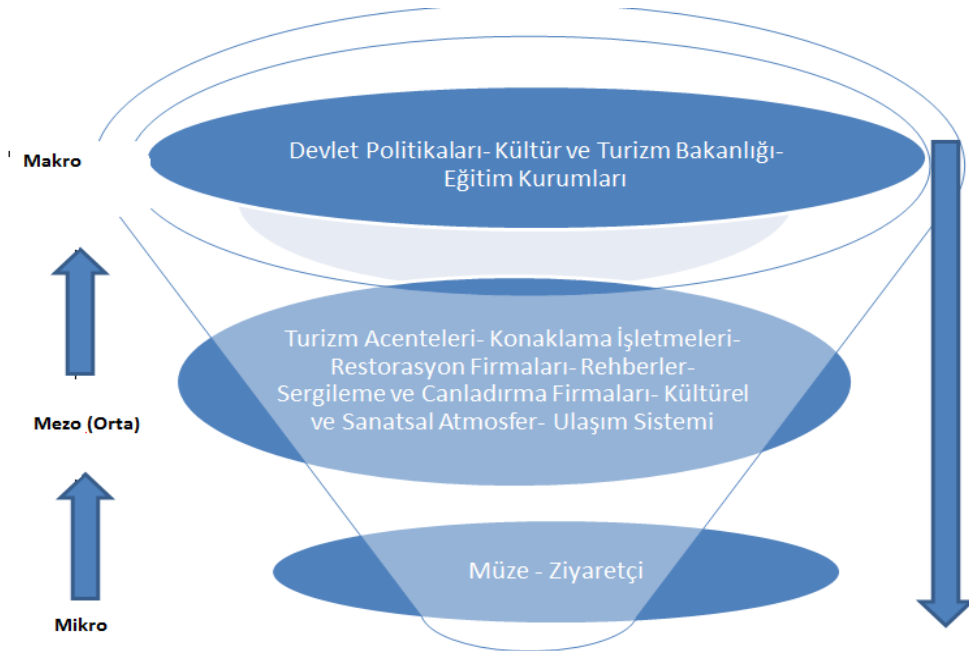 Makro
Devlet Politikaları- Kültür ve Turizm Bakanlığı-
Eğitim Kurumları
Turizm Acenteleri- Konaklama İşletmeleri-
Restorasyon Firmaları- Rehberler-
Sergileme ve Canladırma Firmaları- Kültürel
ve Sanatsal Atmosfer- Ulaşım Sistemi
Mezo (Orta)
Müze - Ziyaretçi
Mikro